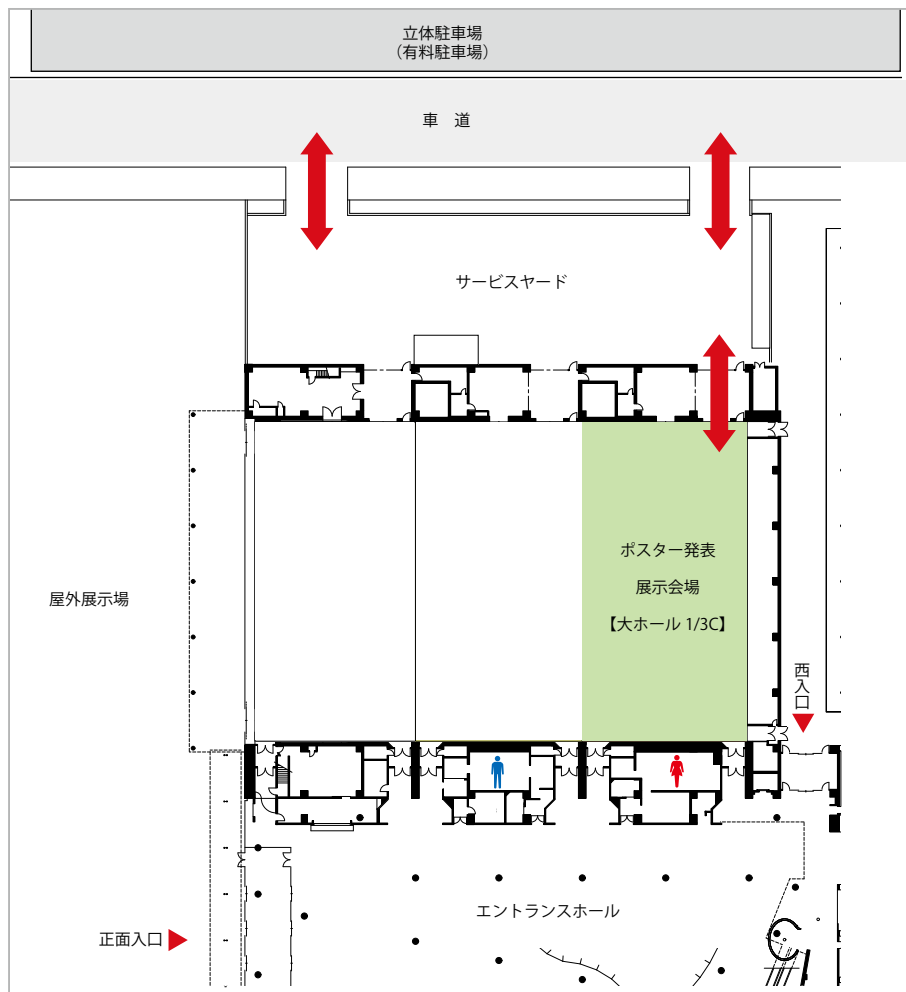 立体駐車場
（有料駐車場）
車　道
サービスヤード
ポスター発表
展示会場
【大ホール 1/3C】
屋外展示場
西入口
エントランスホール
正面入口